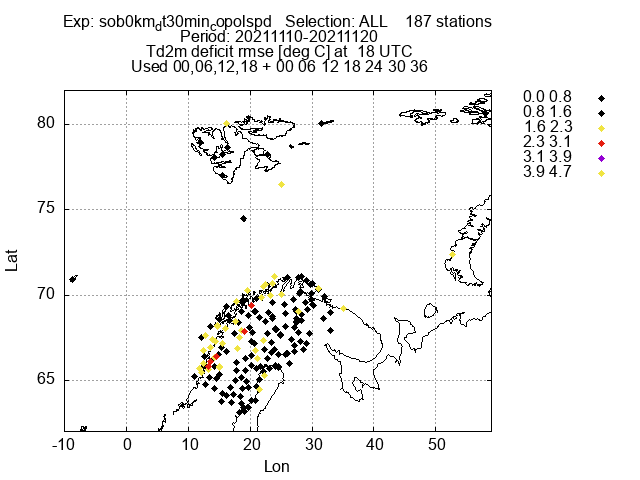 Exp: sob0km_dt30min_copolspd Selection: ALL 187 stations
Period: 20211110-20211120
Td2m deficit rmse [deg C] at 18 UTC
Used 00,06,12,18 + 00 06 12 18 24 30 36
0.0 0.8
0.8 1.6
1.6 2.3
2.3 3.1
3.1 3.9
3.9 4.7
80
75
70
65
Lat
-10 0 10 20 30 40 50
Lon